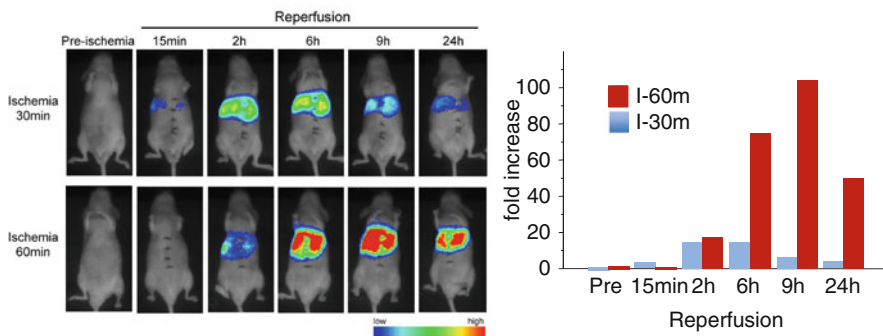 Reperfusion
Pre-ischemia 15min 2h 6h 9h 24h
Ischemia
30min
Ischemia
60min
low high
fold increase
100
80
60
40
20
0
I-60m
I-30m
Pre 15min 2h 6h 9h 24h
Reperfusion